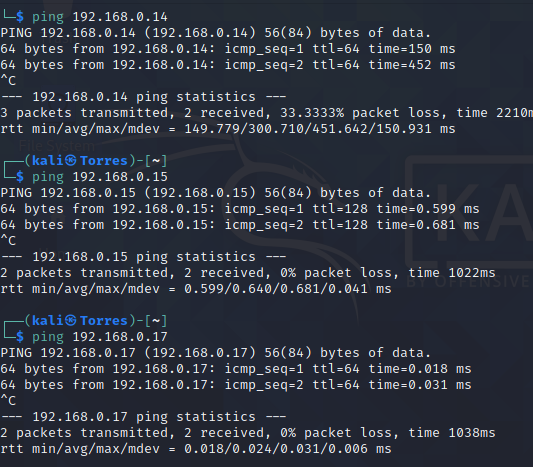 └─$ ping 192.168.0.14
PING 192.168.0.14 (192.168.0.14) 56(84) bytes of data.
64 bytes from 192.168.0.14: icmp_seq=1 ttl=64 time=150 ms
64 bytes from 192.168.0.14: icmp_seq=2 ttl=64 time=452 ms
^C
--- 192.168.0.14 ping statistics ---
3 packets transmitted, 2 received, 33.3333% packet loss, time 2210m
rtt min/avg/max/mdev = 149.779/300.710/451.642/150.931 ms
File System
┌──(kali㉿Torres)-[~]
└─$ ping 192.168.0.15
PING 192.168.0.15 (192.168.0.15) 56(84) bytes of data.
64 bytes from 192.168.0.15: icmp_seq=1 ttl=128 time=0.599 ms
64 bytes from 192.168.0.15: icmp_seq=2 ttl=128 time=0.681 ms
^C
--- 192.168.0.15 ping statistics ---
2 packets transmitted, 2 received, 0% packet loss, time 1022ms
rtt min/avg/max/mdev = 0.599/0.640/0.681/0.041 ms
KA
BY OFFENSIVE
┌──(kali㉿Torres)-[~]
└─$ ping 192.168.0.17
PING 192.168.0.17 (192.168.0.17) 56(84) bytes of data.
64 bytes from 192.168.0.17: icmp_seq=1 ttl=64 time=0.018 ms
64 bytes from 192.168.0.17: icmp_seq=2 ttl=64 time=0.031 ms
^C
--- 192.168.0.17 ping statistics ---
2 packets transmitted, 2 received, 0% packet loss, time 1038ms
rtt min/avg/max/mdev = 0.018/0.024/0.031/0.006 ms